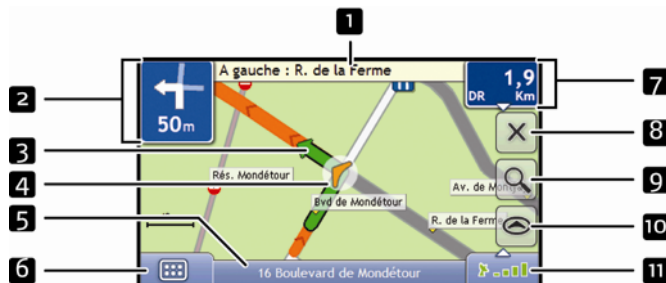 1
A gauche : R. de la Ferme
2
50m
1,9
DR Km
7
8
3
Rés. Mondétour
4
Bvd de Mondétour
Av. de Mon
9
5
R. de la Ferme
10
6
16 Boulevard de Mondétour
11